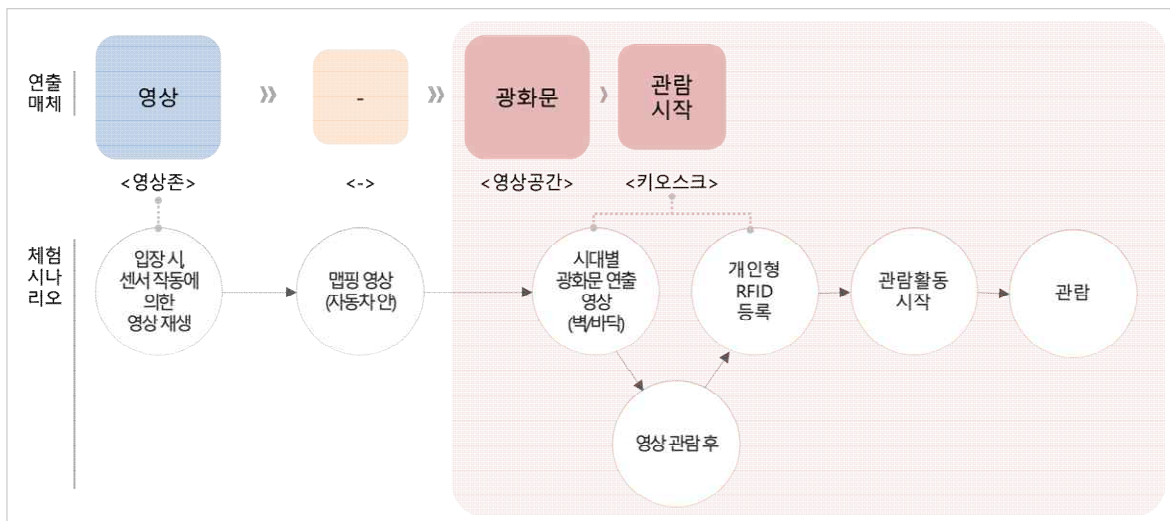 연출
매체
영상
-
광화문
관람
시작
<영상존>
<->
<영상공간>
<키오스크>
체험
시나
리오
입장 시,
센서 작동에
의한
영상 재생
맵핑 영상
(자동차 안)
시대별
광화문 연출
영상
(벽/바닥)
개인형
RFID
등록
관람활동
시작
관람
영상 관람 후